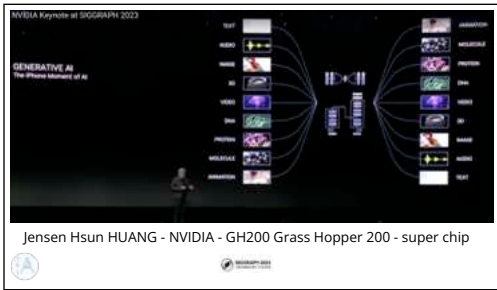 NVIDIA Keynote at SIGGRAPH 2023
GENERATIVE AI
The iPhone Moment of AI
TEXT
AUDIO
IMAGE
3D
VIDEO
DNA
PROTEIN
MOLECULE
ANIMATION
ANIMATION
MOLECULE
PROTEIN
DNA
VIDEO
3D
IMAGE
AUDIO
TEXT
Jensen Hsun HUANG - NVIDIA - GH200 Grass Hopper 200 - super chip
SIGGRAPH 2023